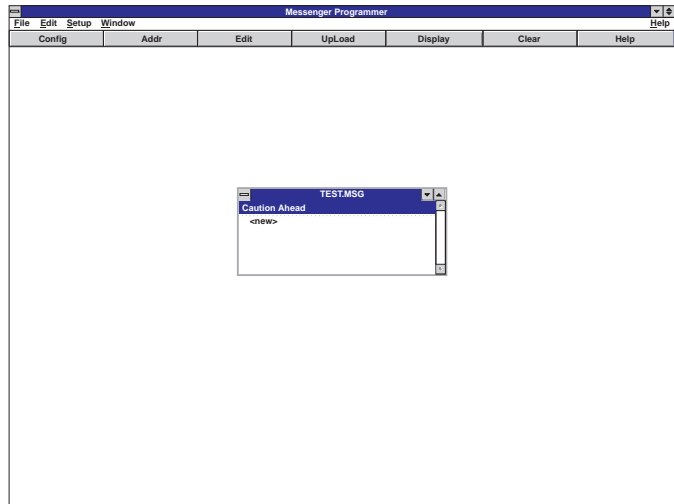 Messenger Programmer
File Edit Setup Window Help
Config Addr Edit UpLoad Display Clear Help
TEST.MSG
Caution Ahead
<new>